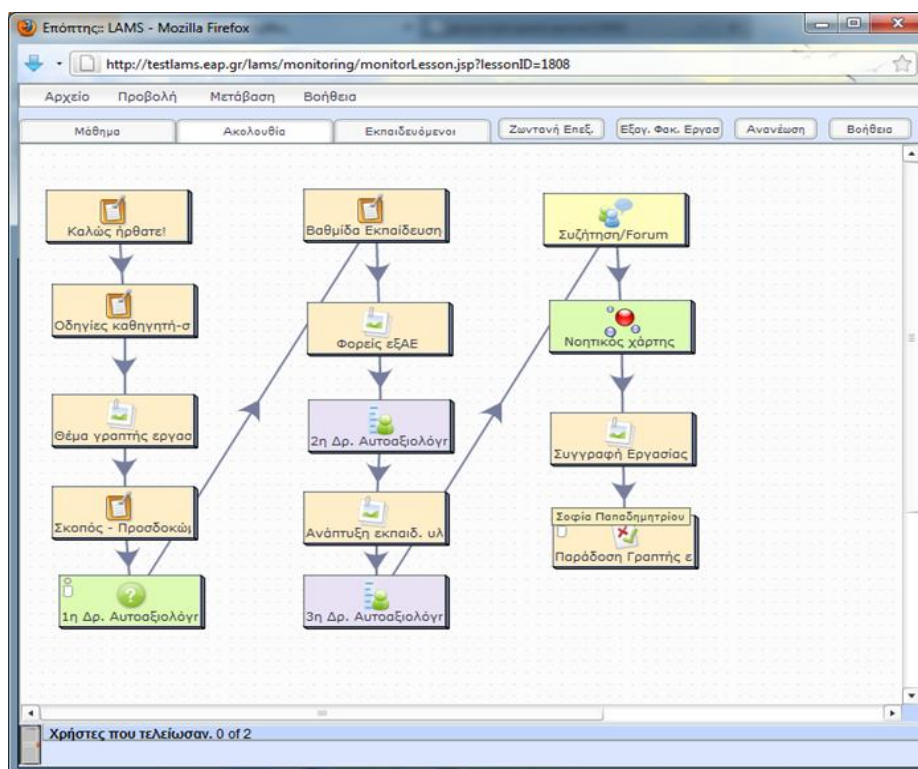 Επόπτης:: LAMS - Mozilla Firefox
http://testlams.eap.gr/lams/monitoring/monitorLesson.jsp?lessonID=1808
Αρχείο Προβολή Μετάβαση Βοήθεια
Μάθημα Ακολουθία Εκπαιδευόμενοι Ζωντανή Επεξ. Εξαγ. Φακ. Εργασ Ανανέωση Βοήθεια
Καλώς ήρθατε!
Οδηγίες καθηγητή-σ
Θέμα γραπτής εργασ
Σκοπός - Προσδοκώμ
1η Δρ. Αυτοαξιολόγη
Βαθμίδα Εκπαίδευση
Φορείς εξΑΕ
2η Δρ. Αυτοαξιολόγη
Ανάπτυξη εκπαιδ. υλ
3η Δρ. Αυτοαξιολόγη
Συζήτηση/Forum
Νοητικός χάρτης
Συγγραφή Εργασίας
Σοφία Παπαδημητρίου
Παράδοση Γραπτής ε
Χρήστες που τελείωσαν. 0 of 2